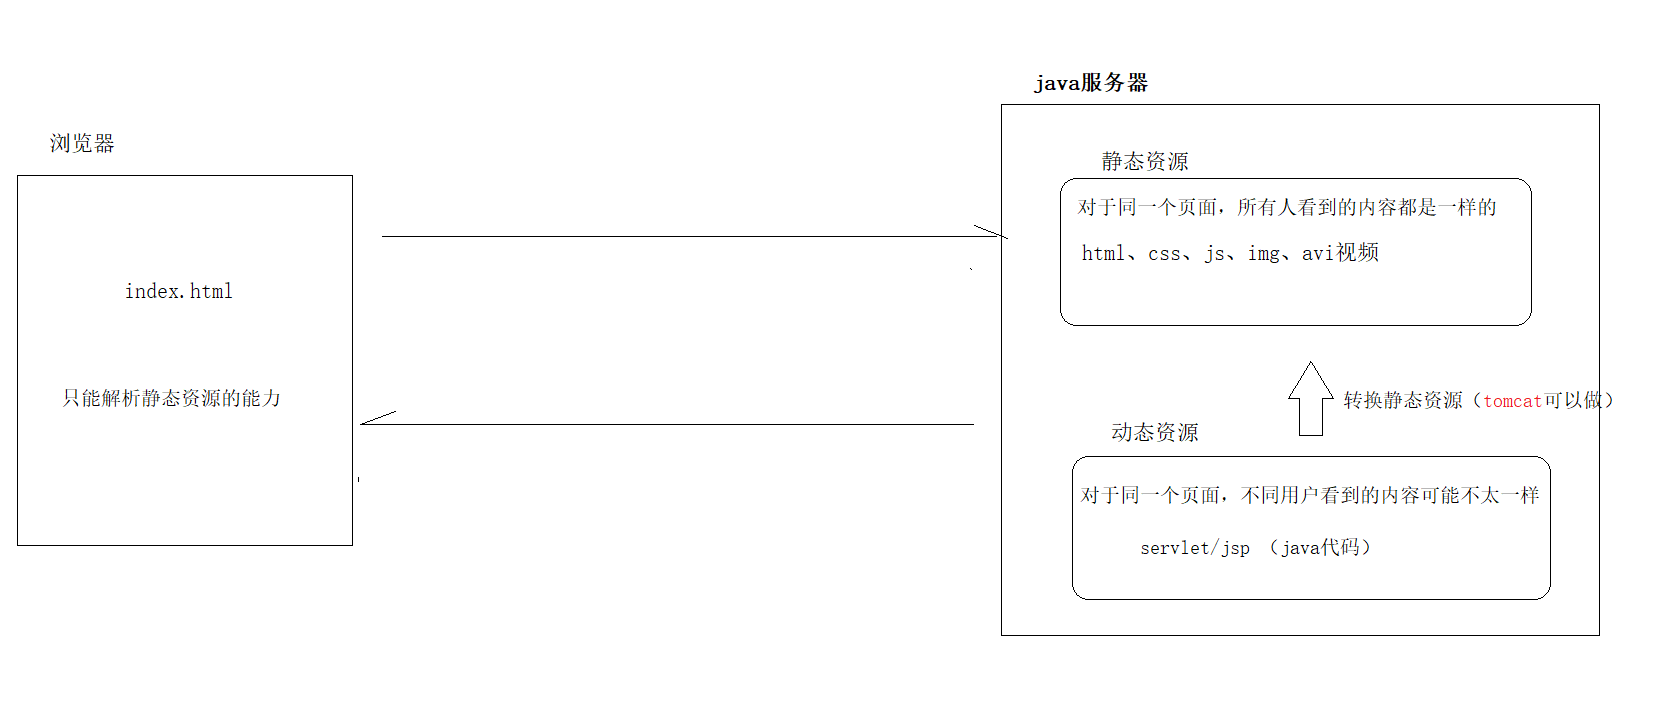 java服务器
浏览器
静态资源
对于同一个页面，所有人看到的内容都是一样的
html、css、js、img、avi视频
index.html
只能解析静态资源的能力
转换静态资源（tomcat可以做）
动态资源
对于同一个页面，不同用户看到的内容可能不太一样
servlet/jsp （java代码）